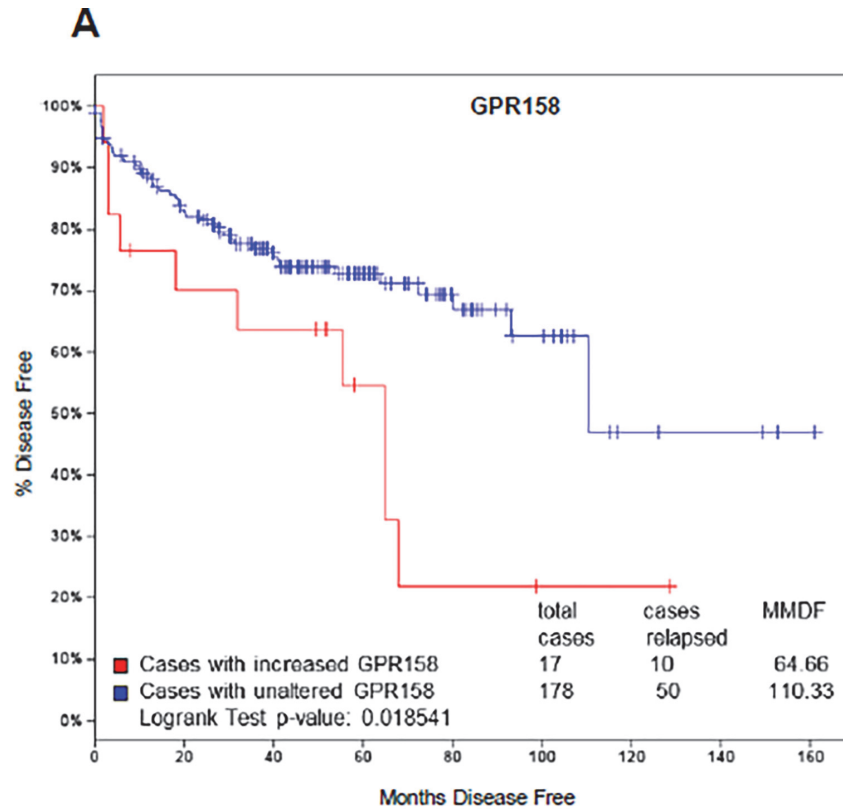 A
GPR158
100%
90%
80%
70%
60%
50%
40%
30%
20%
10%
0%
% Disease Free
total cases
cases relapsed
MMDF
Cases with increased GPR158 17 10 64.66
Cases with unaltered GPR158 178 50 110.33
Logrank Test p-value: 0.018541
0 20 40 60 80 100 120 140 160
Months Disease Free